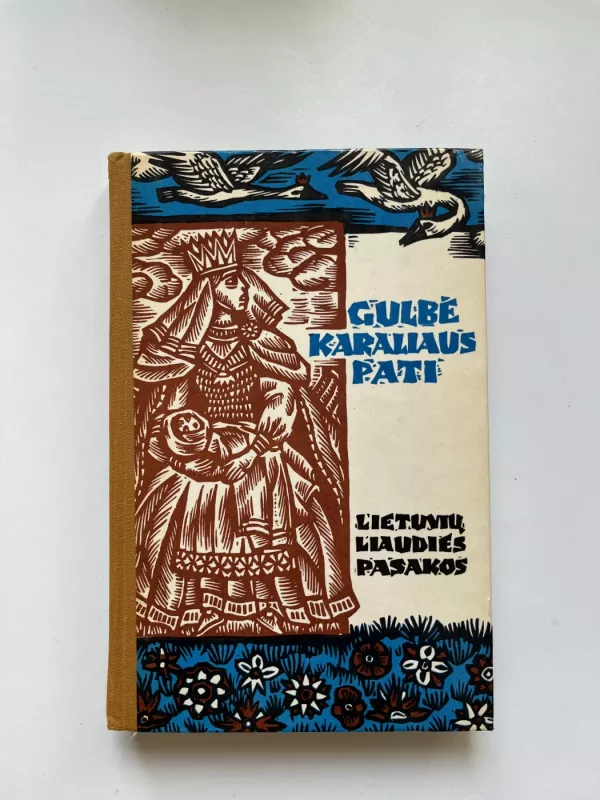 GULBĖ
KARALIAUS
PATI
LIETUVIŲ
LIAUDIES
PASAKOS